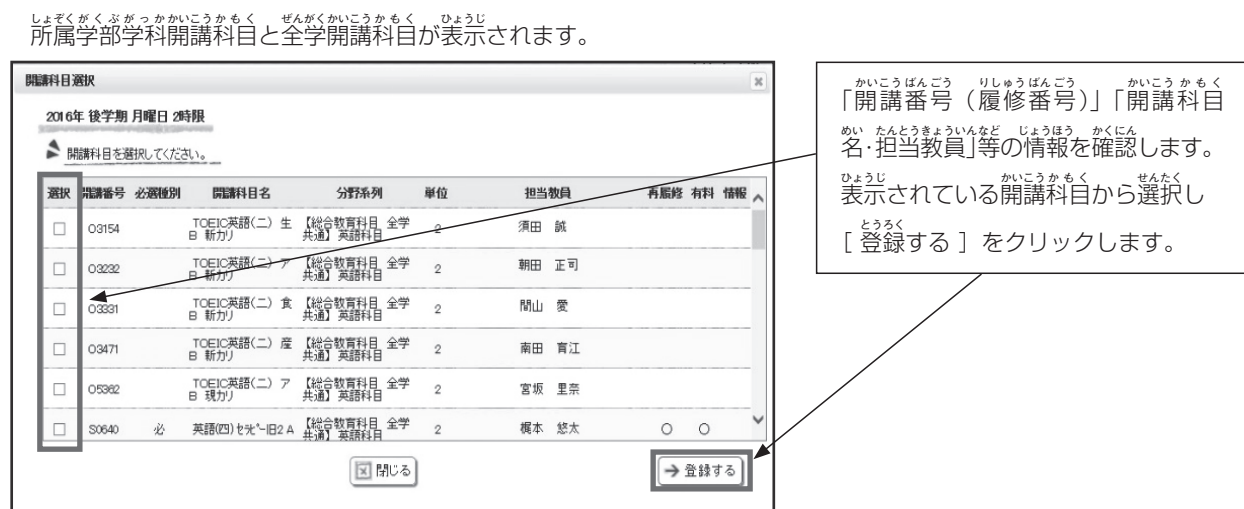 所属学部学科開講科目と全学開講科目が表示されます。
開講科目選択
2016年 後学期 月曜日 2時限
開講科目を選択してください。
選択 開講番号 必選種別 開講科目名 分野系列 単位 担当教員 再履修 有料 情報
03154 TOEIC英語(二) 生 B 新カリ 【総合教育科目 全学共通】英語科目 2 須田 誠
03232 TOEIC英語(二) ア B 新カリ 【総合教育科目 全学共通】英語科目 2 朝田 正司
03331 TOEIC英語(二) 食 B 新カリ 【総合教育科目 全学共通】英語科目 2 間山 愛
03471 TOEIC英語(二) 産 B 新カリ 【総合教育科目 全学共通】英語科目 2 南田 育江
05362 TOEIC英語(二) ア B 現カリ 【総合教育科目 全学共通】英語科目 2 宮坂 里奈
S0640 必 英語(四) 旧2 A 【総合教育科目 全学共通】英語科目 2 梶本 悠太 ○ ○
閉じる
→ 登録する
「開講番号（履修番号）」「開講科目
名・担当教員」等の情報を確認します。
表示されている開講科目から選択し
［ 登録する ］をクリックします。